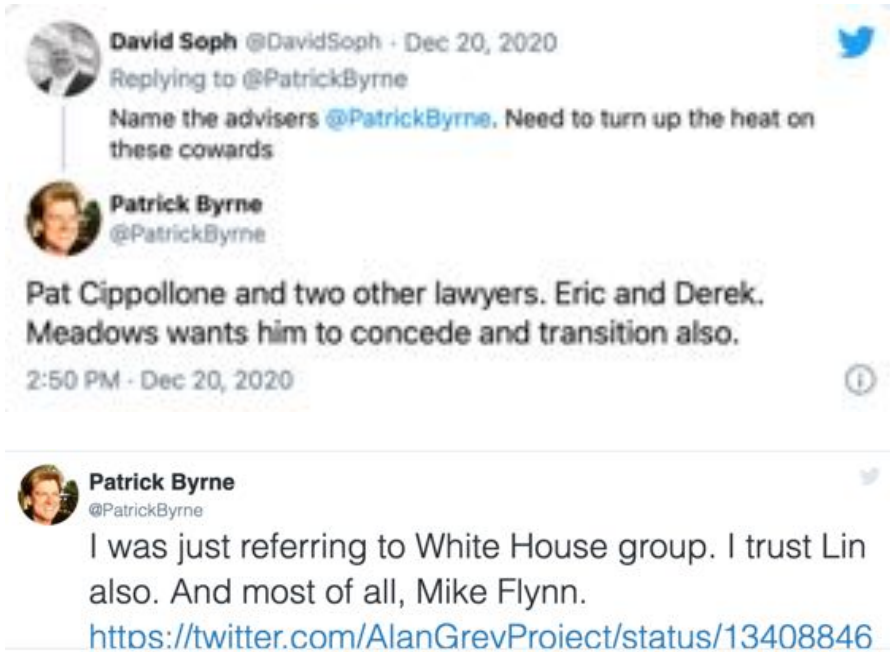 David Soph @DavidSoph · Dec 20, 2020
Replying to @PatrickByrne
Name the advisers @PatrickByrne. Need to turn up the heat on
these cowards
Patrick Byrne
@PatrickByrne
Pat Cippollone and two other lawyers. Eric and Derek.
Meadows wants him to concede and transition also.
2:50 PM · Dec 20, 2020
Patrick Byrne
@PatrickByrne
I was just referring to White House group. I trust Lin
also. And most of all, Mike Flynn.
https://twitter.com/AlanGreyProject/status/13408846